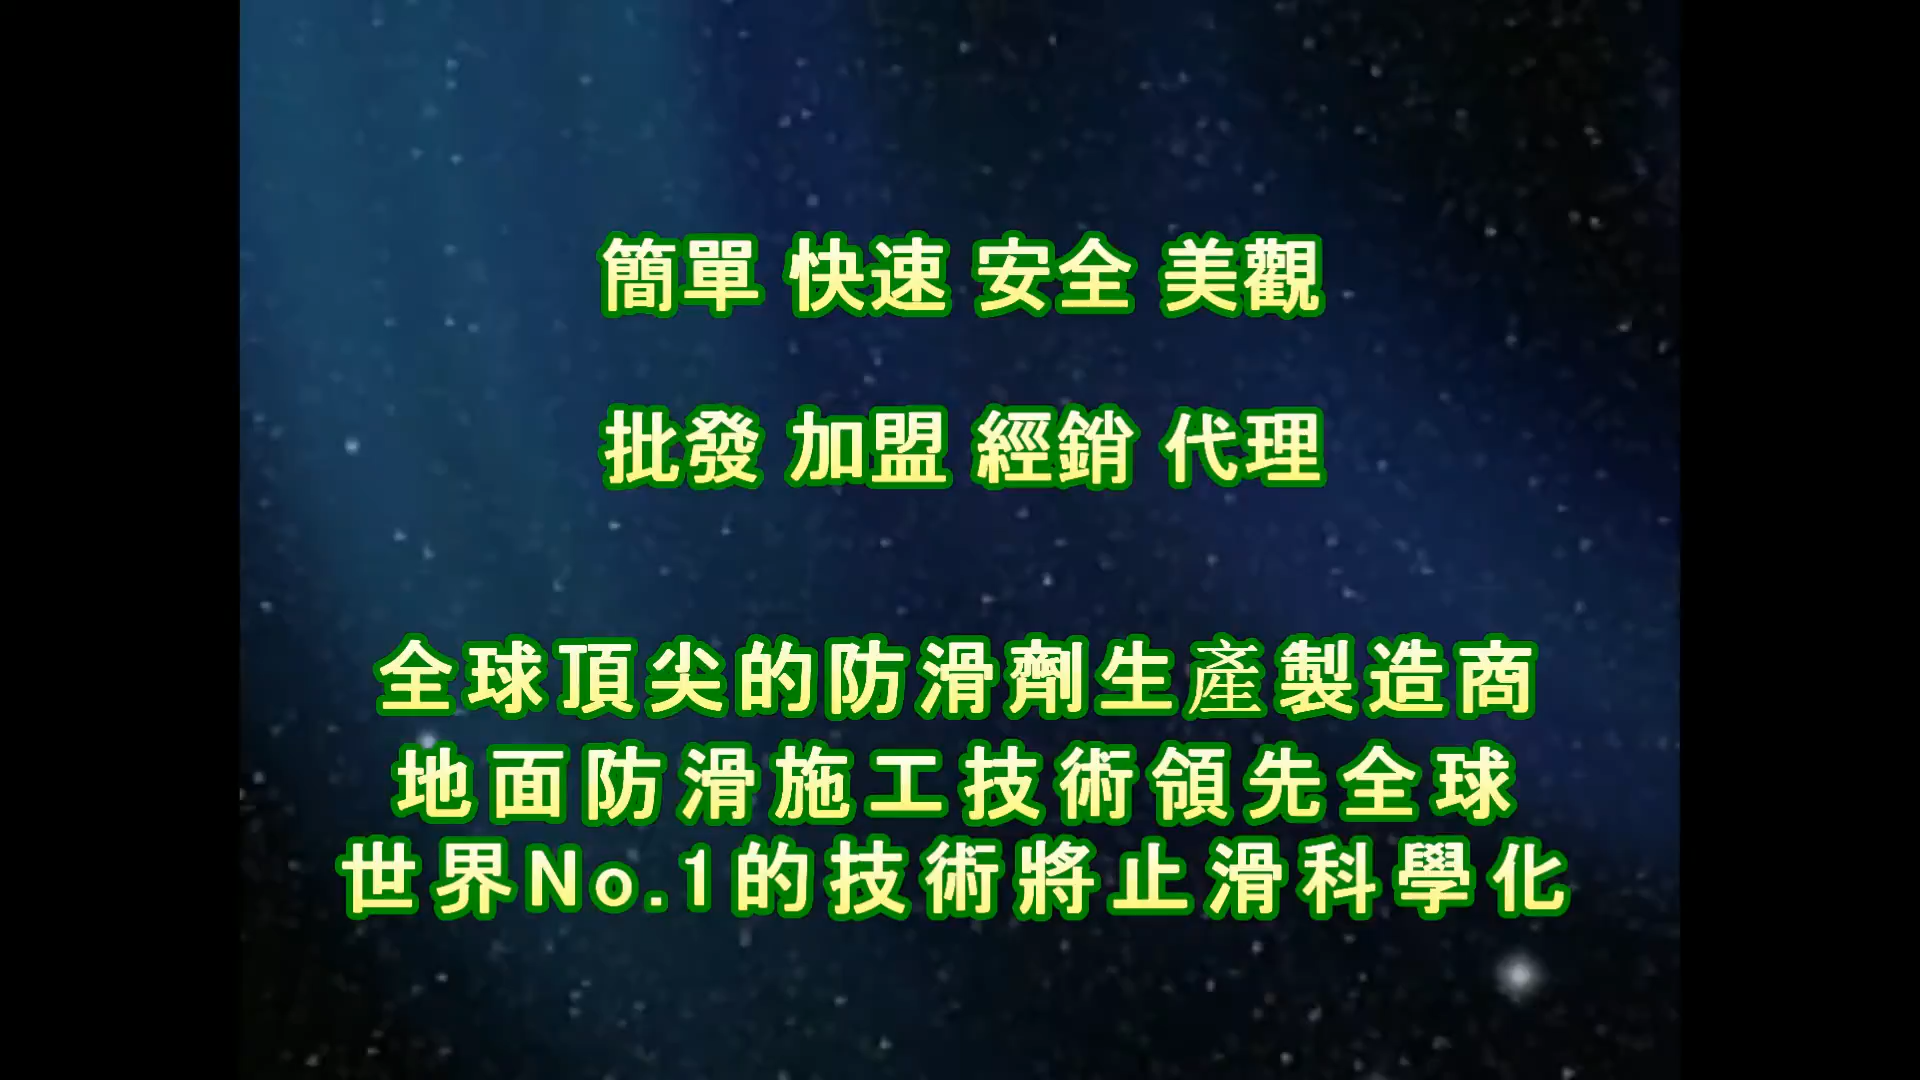 簡單 快速 安全 美觀
批發 加盟 經銷 代理
全球頂尖的防滑劑生產製造商
地面防滑施工技術領先全球
世界No.1的技術將止滑科學化